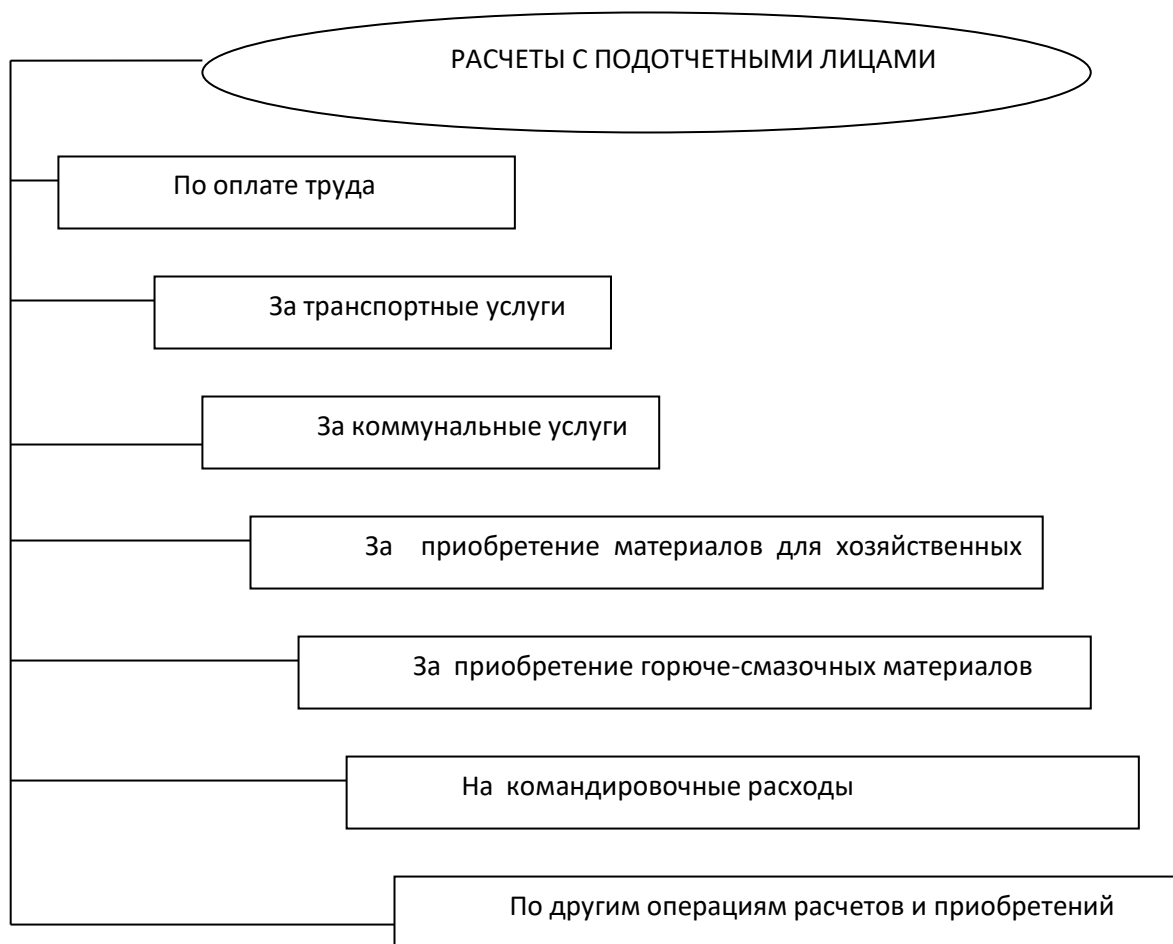 РАСЧЕТЫ С ПОДОТЧЕТНЫМИ ЛИЦАМИ
По оплате труда
За транспортные услуги
За коммунальные услуги
За приобретение материалов для хозяйственных
За приобретение горюче-смазочных материалов
На командировочные расходы
По другим операциям расчетов и приобретений